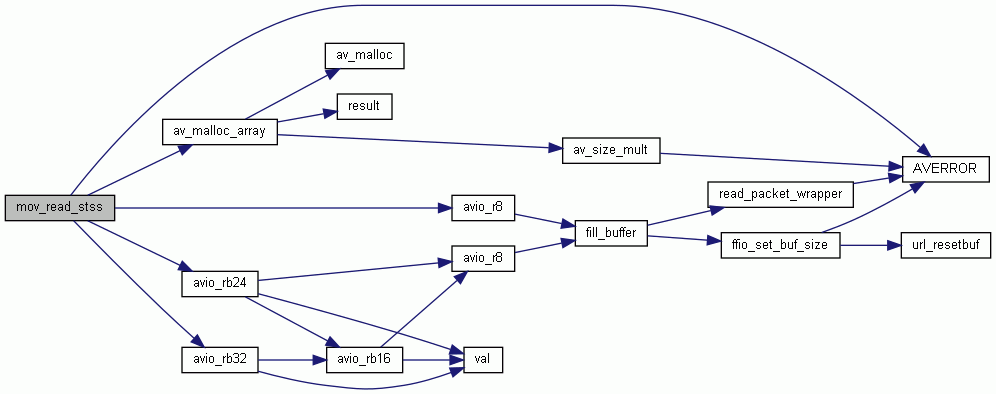 av_malloc
result
av_malloc_array
av_size_mult
AVERROR
read_packet_wrapper
mov_read_stss
avio_r8
fill_buffer
ffio_set_buf_size
url_resetbuf
avio_r8
avio_rb24
avio_rb32
avio_rb16
val